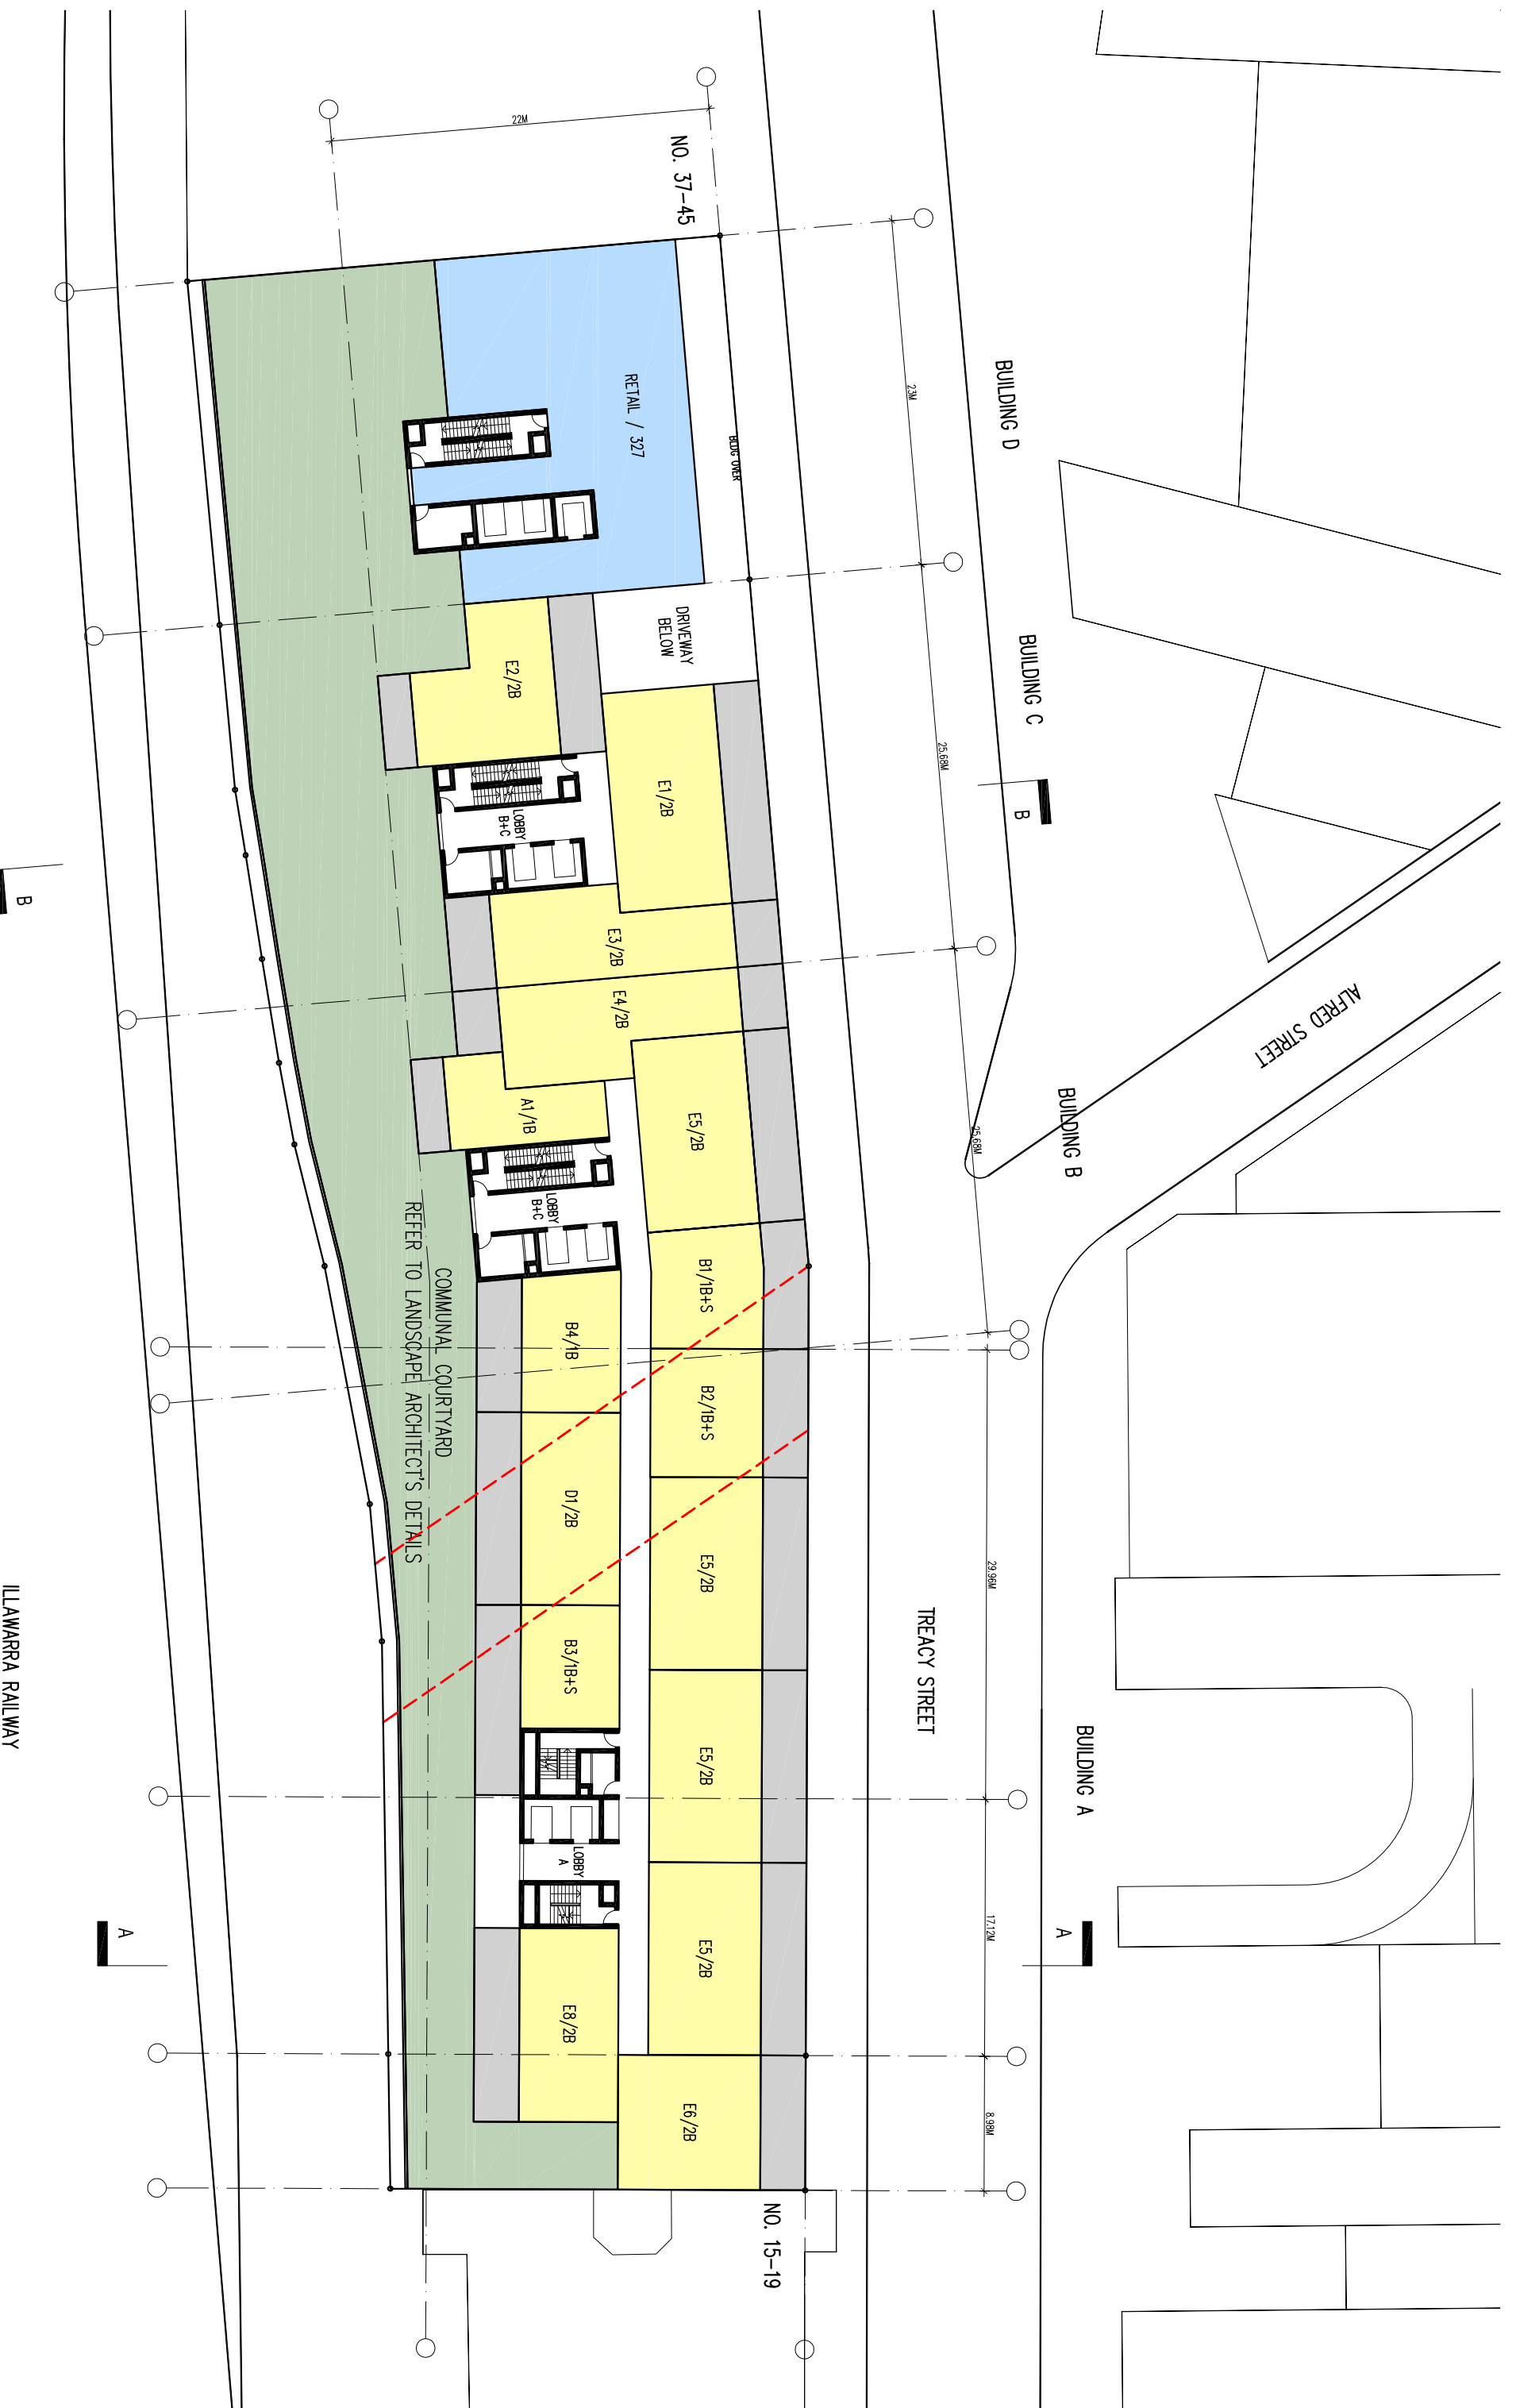 22M
NO. 37-45
23M
BUILDING D
RETAIL / 327
BLDG OVER
DRIVEWAY
BELOW
BUILDING C
E2/2B
25.68M
B
E1/2B
LOBBY
B+C
B
E3/2B
ALFRED STREET
E4/2B
A1/1B
E5/2B
25.68M
BUILDING B
LOBBY
B+C
B1/1B+S
COMMUNAL COURTYARD
REFER TO LANDSCAPE ARCHITECT'S DETAILS
B4/1B
B2/1B+S
D1/2B
E5/2B
29.96M
TREACY STREET
ILLAWARRA RAILWAY
B3/1B+S
E5/2B
BUILDING A
LOBBY
A
A
E5/2B
17.12M
A
E8/2B
E6/2B
8.98M
NO. 15-19